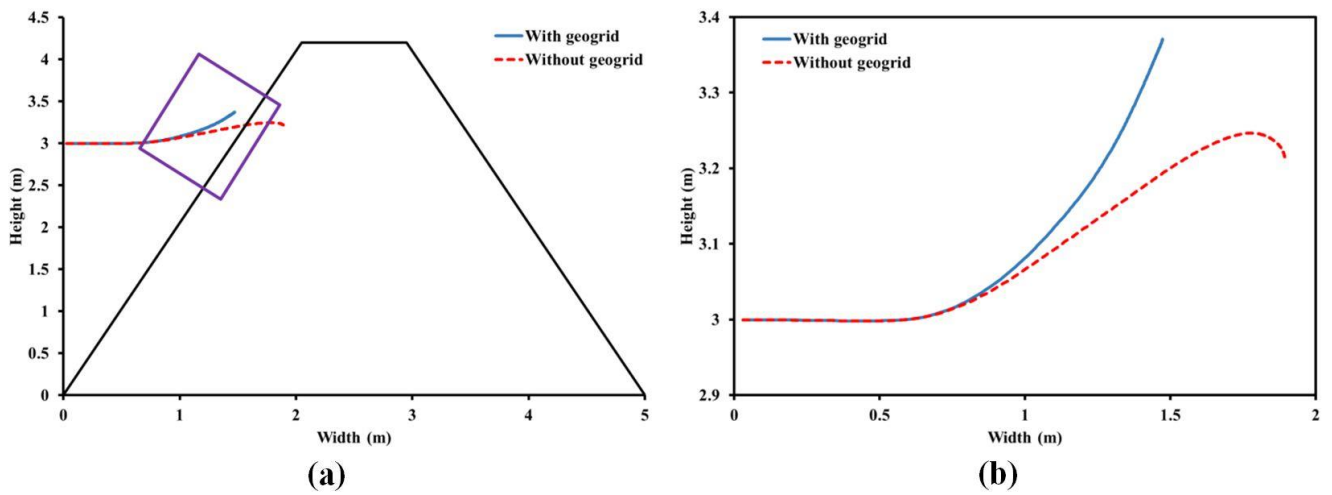 4.5
4
3.5
3
2.5
2
1.5
1
0.5
0
0
1
2
3
4
5
Height (m)
Width (m)
With geogrid
Without geogrid
(a)
3.4
3.3
3.2
3.1
3
2.9
0
0.5
1
1.5
2
Height (m)
Width (m)
With geogrid
Without geogrid
(b)